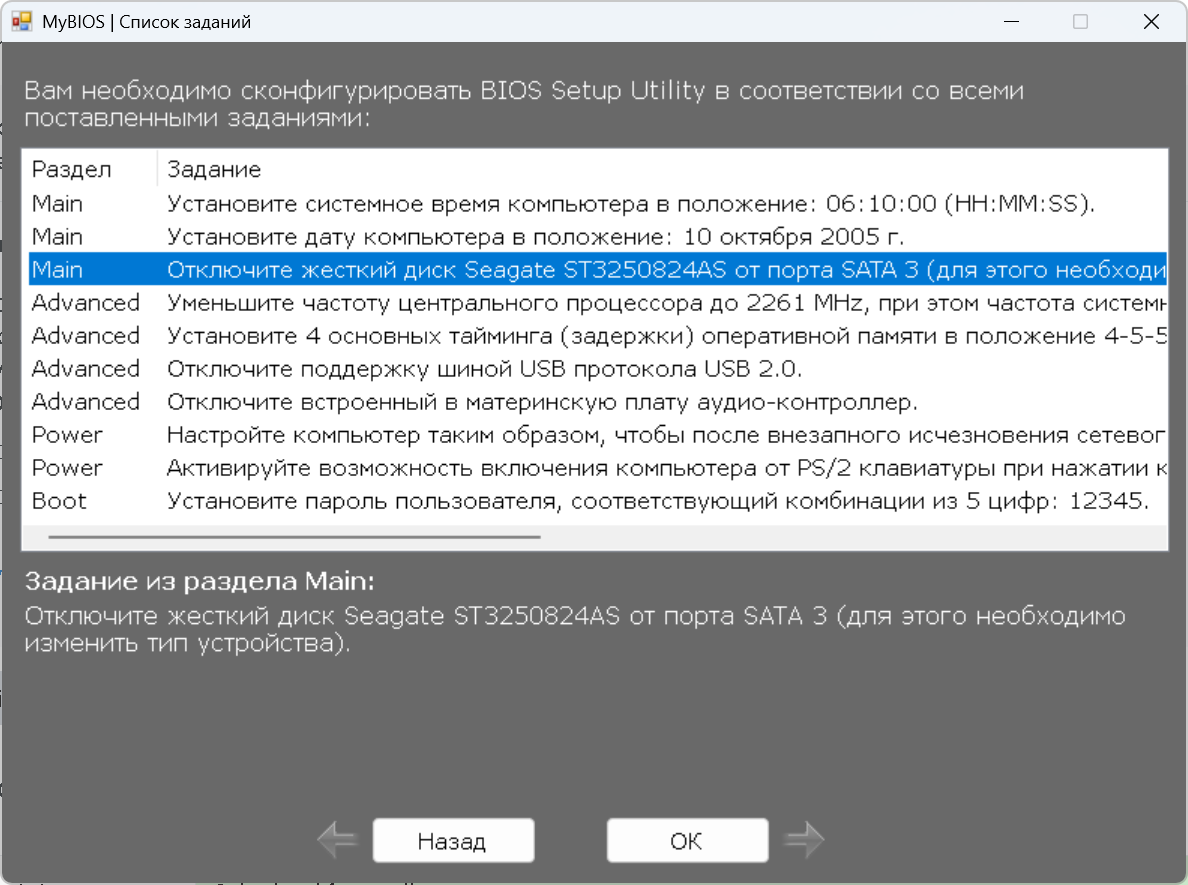 MyBIOS | Список заданий
Вам необходимо сконфигурировать BIOS Setup Utility в соответствии со всеми
поставленными заданиями:
Раздел Задание
Main Установите системное время компьютера в положение: 06:10:00 (HH:MM:SS).
Main Установите дату компьютера в положение: 10 октября 2005 г.
Main Отключите жесткий диск Seagate ST3250824AS от порта SATA 3 (для этого необходи
Advanced Уменьшите частоту центрального процессора до 2261 MHz, при этом частота систем
Advanced Установите 4 основных тайминга (задержки) оперативной памяти в положение 4-5-5
Advanced Отключите поддержку шиной USB протокола USB 2.0.
Advanced Отключите встроенный в материнскую плату аудио-контроллер.
Power Настройте компьютер таким образом, чтобы после внезапного исчезновения сетевог
Power Активируйте возможность включения компьютера от PS/2 клавиатуры при нажатии к
Boot Установите пароль пользователя, соответствующий комбинации из 5 цифр: 12345.
Задание из раздела Main:
Отключите жесткий диск Seagate ST3250824AS от порта SATA 3 (для этого необходимо
изменить тип устройства).
Назад OK